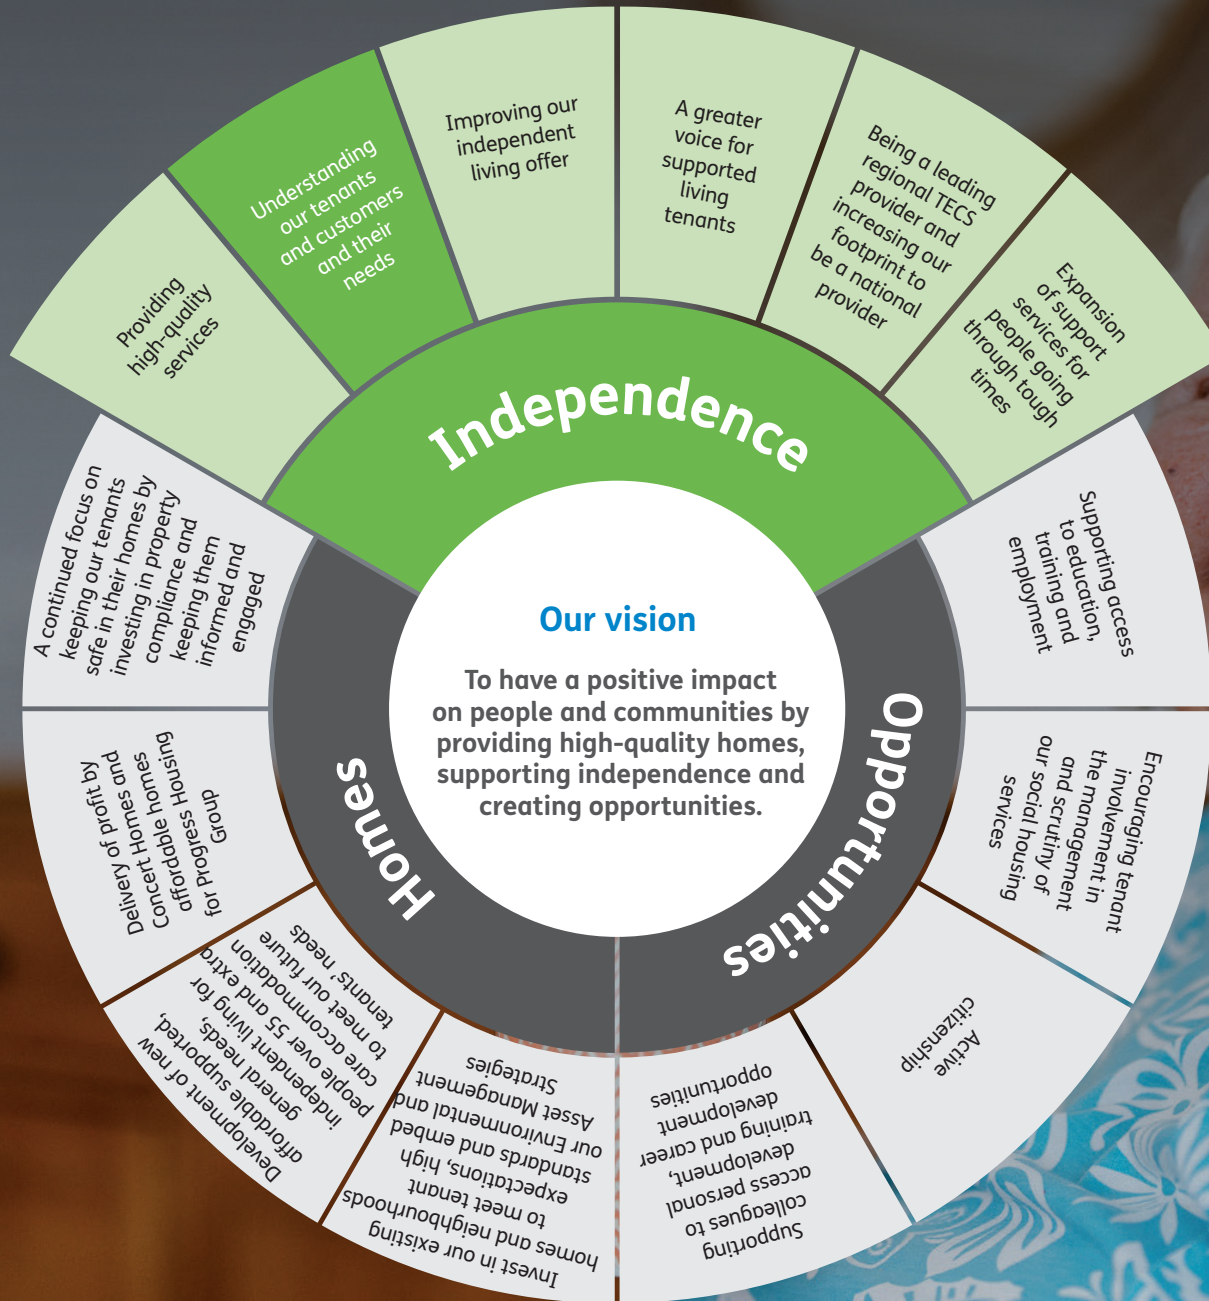 Our vision
To have a positive impact
on people and communities by
providing high-quality homes,
supporting independence and
creating opportunities.
Independence
Providing
high-quality
services
Understanding
our tenants
and customers
and their
needs
Improving our
independent
living offer
A greater
voice for
supported
living
tenants
Being a leading
regional TECS
provider and
increasing our
footprint to
be a national
provider
Expansion
of support
services for
people going
through tough
times
Opportunities
Supporting access
to education,
training and
employment
Encouraging tenant
involvement in
the management
and scrutiny of
our social housing
services
Active
citizenship
Supporting
colleagues to
access personal
development,
training and career
development
opportunities
Homes
Invest in our existing
homes and neighbourhoods
to meet tenant
expectations, high
standards and embed
our Environmental and
Asset Management
Strategies
Development of new
affordable supported,
general needs,
independent living for
people over 55 and extra
care accommodation
to meet our future
tenants’ needs
Delivery of profit by
Concert Homes and
affordable homes
for Progress Housing
Group
A continued focus on
keeping our tenants
safe in their homes by
investing in property
compliance and
keeping them
informed and
engaged